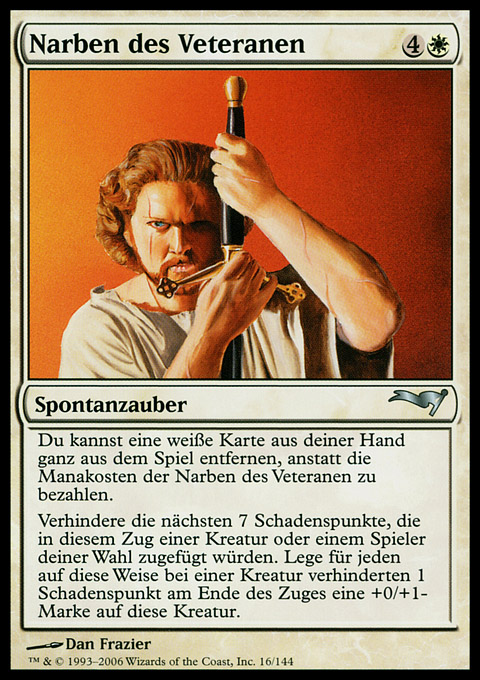 Narben des Veteranen
4
Spontanzauber
Du kannst eine weiße Karte aus deiner Hand
ganz aus dem Spiel entfernen, anstatt die
Manakosten der Narben des Veteranen zu
bezahlen.
Verhindere die nächsten 7 Schadenspunkte, die
in diesem Zug einer Kreatur oder einem Spieler
deiner Wahl zugefügt würden. Lege für jeden
auf diese Weise bei einer Kreatur verhinderten 1
Schadenspunkt am Ende des Zuges eine +0/+1-
Marke auf diese Kreatur.
Dan Frazier
™ & © 1993–2006 Wizards of the Coast, Inc. 16/144